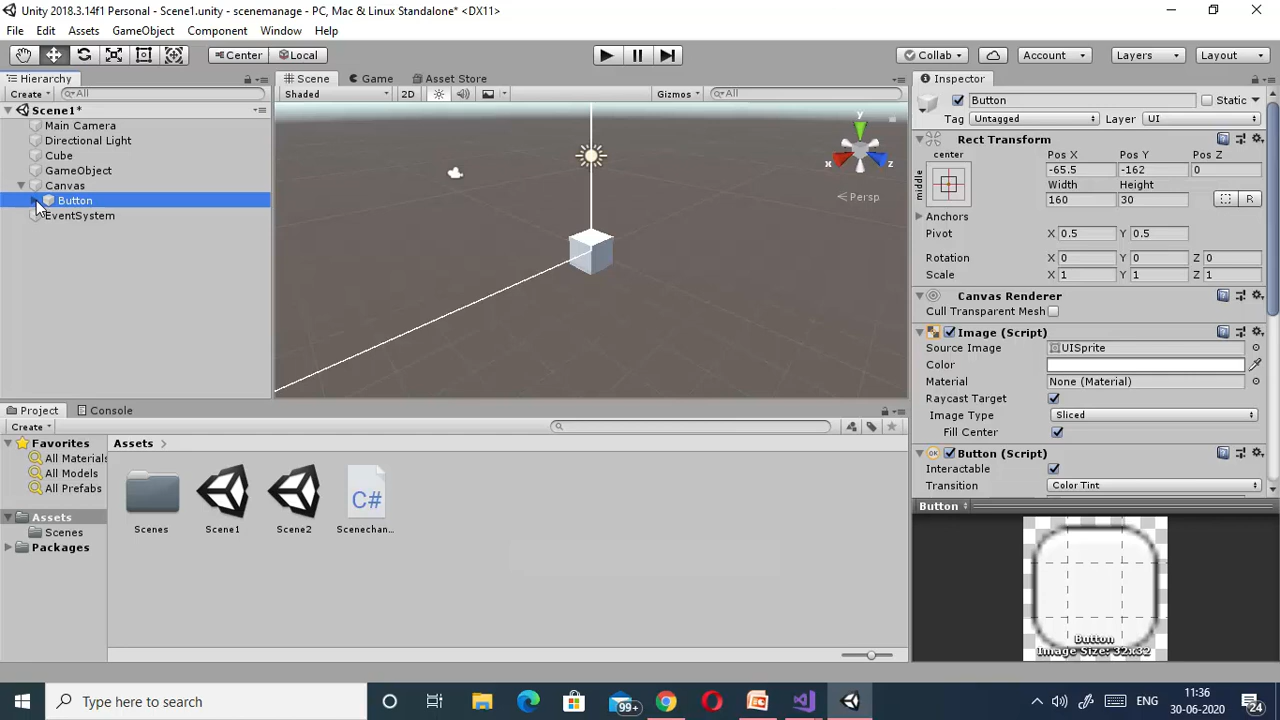 Unity 2018.3.14f1 Personal - Scene1.unity - scenemanage - PC, Mac & Linux Standalone* <DX11>
File Edit Assets GameObject Component Window Help
Center Local Collab Account Layers Layout
Hierarchy
Create All
Scene1*
Main Camera
Directional Light
Cube
GameObject
Canvas
Button
EventSystem
Scene Game Asset Store
Shaded 2D Gizmos All
y
x z
Persp
Inspector
Button Static
Tag Untagged Layer UI
Rect Transform
center Pos X Pos Y Pos Z
middle -65.5 -162 0
Width Height
160 30 R
Anchors
Pivot X 0.5 Y 0.5
Rotation X 0 Y 0 Z 0
Scale X 1 Y 1 Z 1
Canvas Renderer
Cull Transparent Mesh
Image (Script)
Source Image UISprite
Color
Material None (Material)
Raycast Target
Image Type Sliced
Fill Center
OK Button (Script)
Interactable
Transition Color Tint
Button
Button
Image Size: 32x32
Project Console
Create
Favorites
All Materials
All Models
All Prefabs
Assets
Scenes
Packages
Assets
C#
Scenes Scene1 Scene2 Scenechan...
Type here to search
99+
ENG
11:36
30-06-2020
24